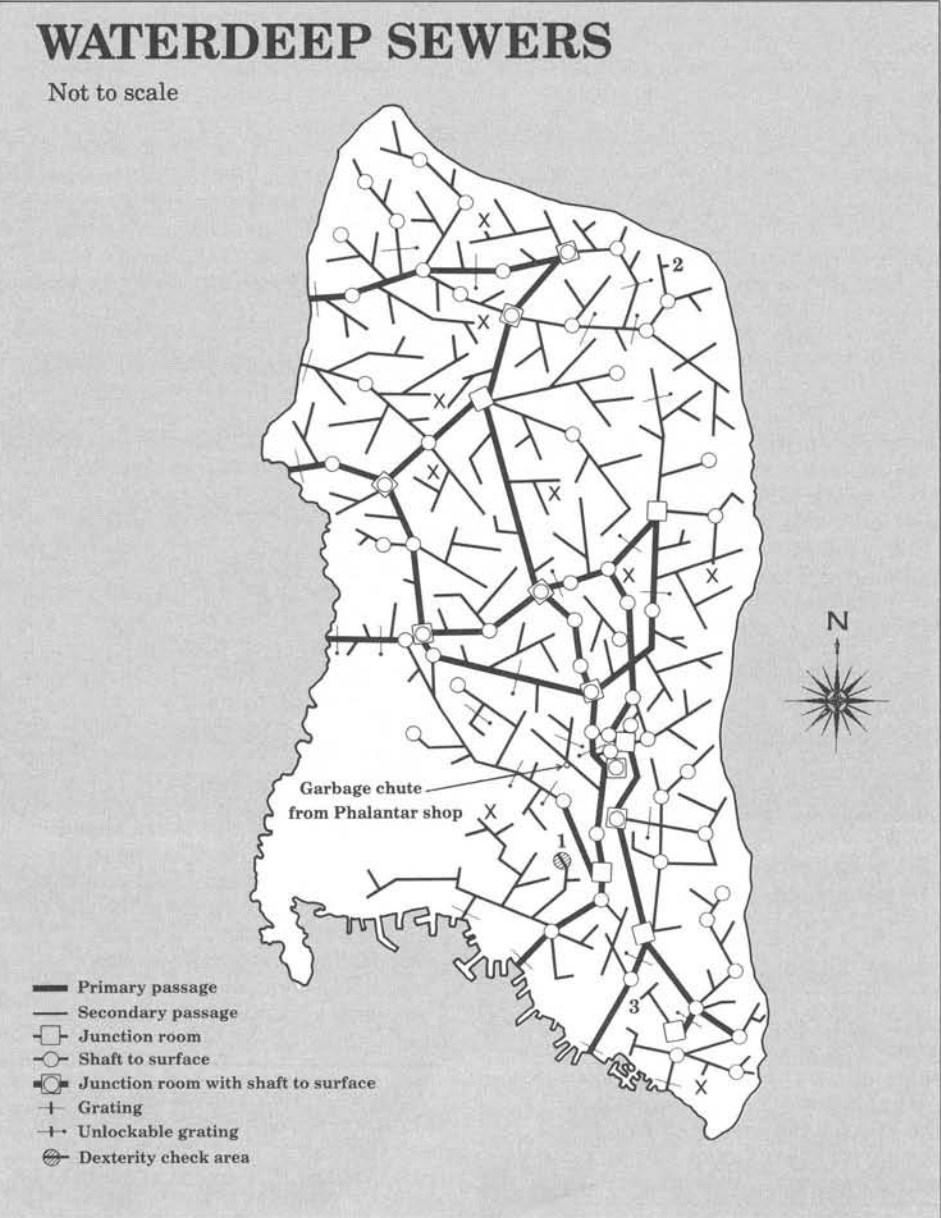 WATERDEEP SEWERS
Not to scale
X
2
X
X
X
X
X
X
N
Garbage chute
from Phalantar shop
X
1
3
X
Primary passage
Secondary passage
Junction room
Shaft to surface
Junction room with shaft to surface
Grating
Unlockable grating
Dexterity check area